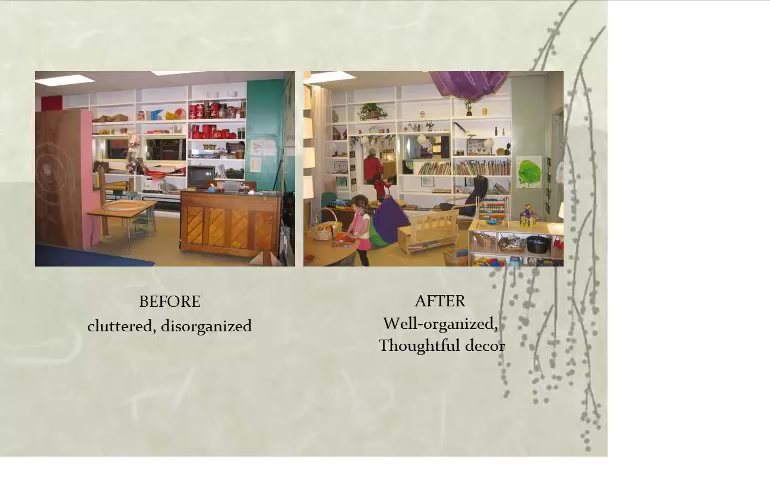 BEFORE
cluttered, disorganized
AFTER
Well-organized,
Thoughtful decor